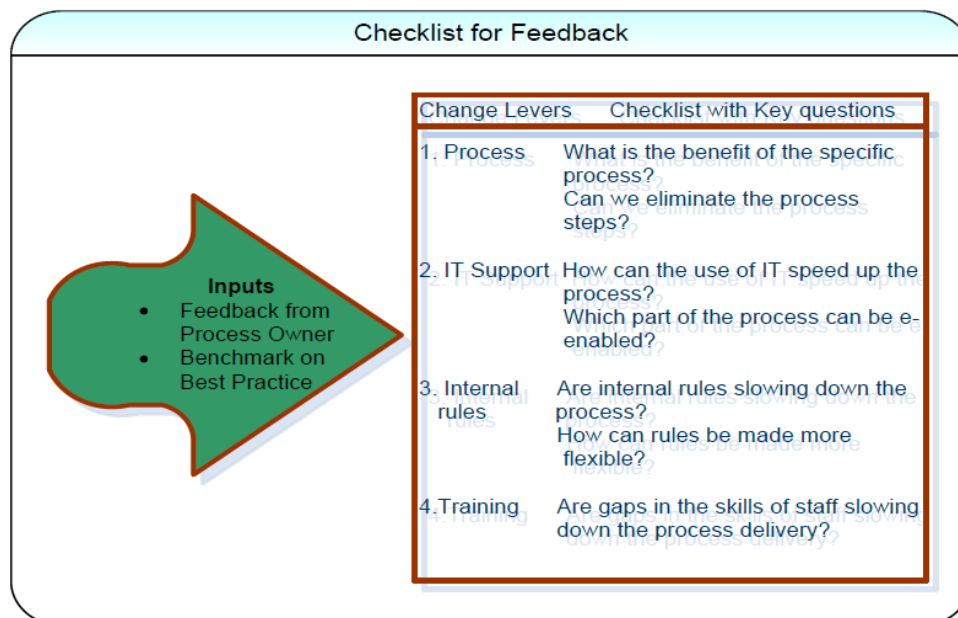 Checklist for Feedback
Inputs
• Feedback from
Process Owner
• Benchmark on
Best Practice
Change Levers Checklist with Key questions
1. Process What is the benefit of the specific
process?
Can we eliminate the process
steps?
2. IT Support How can the use of IT speed up the
process?
Which part of the process can be e-
enabled?
3. Internal Are internal rules slowing down the
rules process?
How can rules be made more
flexible?
4.Training Are gaps in the skills of staff slowing
down the process delivery?